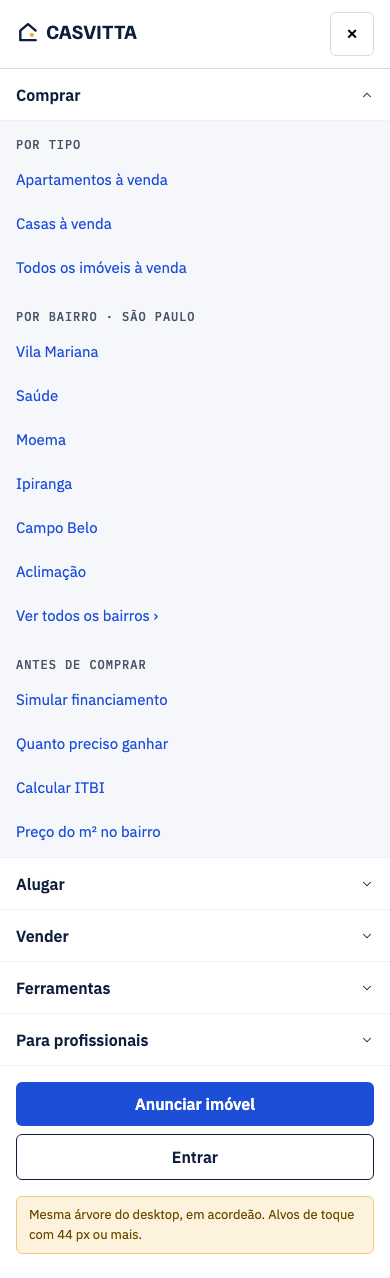 CASVITTA
×
Comprar
POR TIPO
Apartamentos à venda
Casas à venda
Todos os imóveis à venda
POR BAIRRO · SÃO PAULO
Vila Mariana
Saúde
Moema
Ipiranga
Campo Belo
Aclimação
Ver todos os bairros ›
ANTES DE COMPRAR
Simular financiamento
Quanto preciso ganhar
Calcular ITBI
Preço do m² no bairro
Alugar
Vender
Ferramentas
Para profissionais
Anunciar imóvel
Entrar
Mesma árvore do desktop, em acordeão. Alvos de toque
com 44 px ou mais.